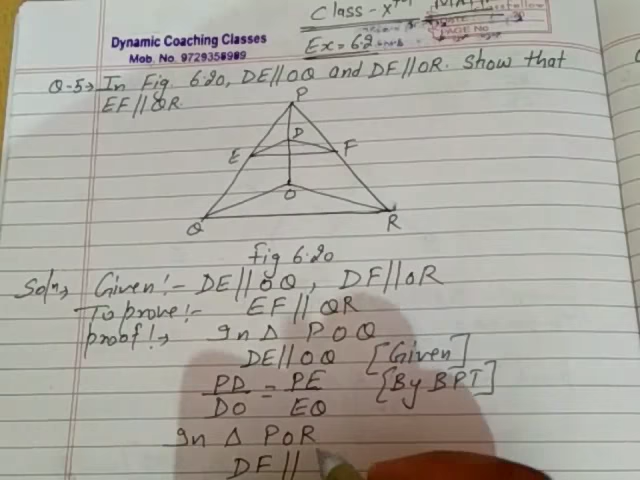 Class - X
Dynamic Coaching Classes
Ex = 6.2
Mob. No. 9729358989
PAGE No
Q-5 → In Fig 6.20, DE//OQ and DF//OR. Show that
EF//QR.
P
D
E F
O
Q R
fig 6.20
Soln→ Given:- DE//OQ, DF//OR
To prove:- EF//QR
proof:→ In Δ POQ
DE//OQ [Given]
PD/DO = PE/EQ [By BPT]
In Δ POR
DF//